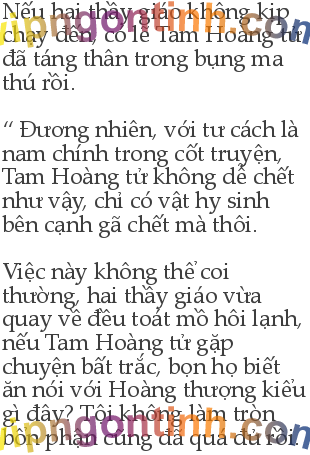 Nếu hai thầy giáo không kịp
chạy đến, có lẽ Tam Hoàng tử
đã táng thân trong bụng ma
thú rồi.
“ Đương nhiên, với tư cách là
nam chính trong cốt truyện,
Tam Hoàng tử không dễ chết
như vậy, chỉ có vật hy sinh
bên cạnh gã chết mà thôi.
Việc này không thể coi
thường, hai thầy giáo vừa
quay về đều toát mồ hôi lạnh,
nếu Tam Hoàng tử gặp
chuyện bất trắc, bọn họ biết
ăn nói với Hoàng thượng kiểu
gì đây? Tội không làm tròn
bổn phận cũng đã quá đủ rồi.
vipngontinh.com
vipngontinh.com